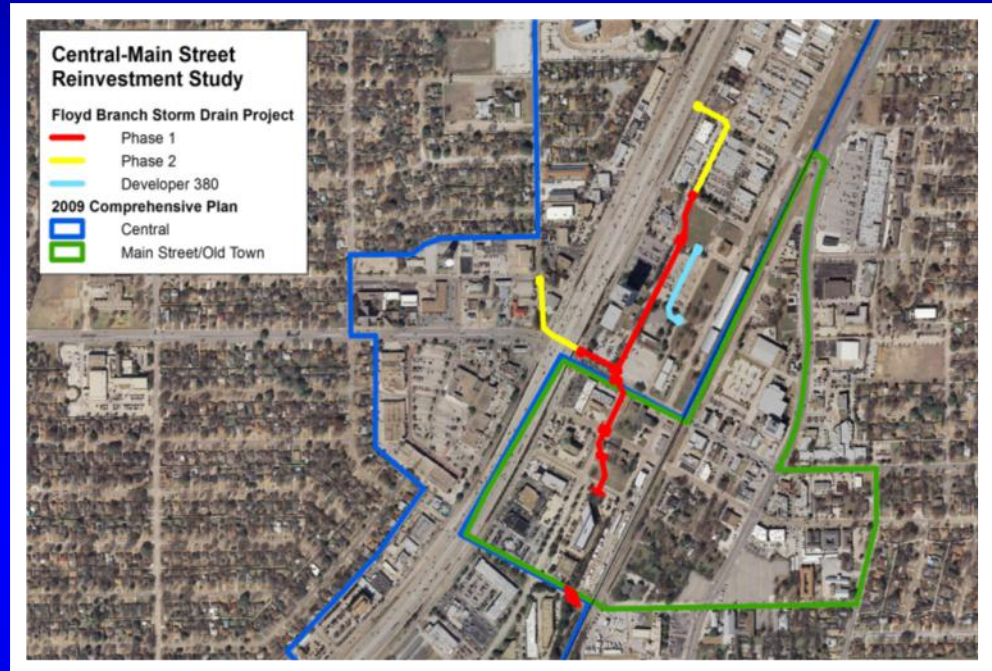 Central-Main Street
Reinvestment Study
Floyd Branch Storm Drain Project
Phase 1
Phase 2
Developer 380
2009 Comprehensive Plan
Central
Main Street/Old Town